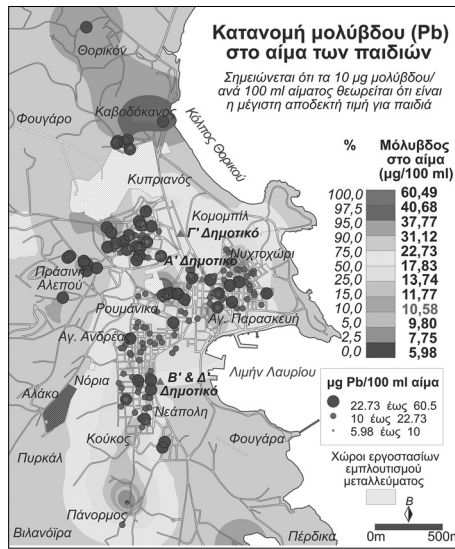 Κατανομή μολύβδου (Pb)
στο αίμα των παιδιών
Σημειώνεται ότι τα 10 μg μολύβδου/
ανά 100 ml αίματος θεωρείται ότι είναι
η μέγιστη αποδεκτή τιμή για παιδιά
Θορικόν
Καβοδόκανος
Φουγάρο
Κόλπος Θορικού
Κυπριανός
Κομομπίλ
Γ' Δημοτικό
Νυχτοχώρι
Α' Δημοτικό
Πράσινη
Αλεπού
Ρουμάνικα
Αγ. Παρασκευή
Αγ. Ανδρέας
Λιμήν Λαυρίου
Νόρια
Β' & Δ'
Δημοτικό
Αλάκο
Νεάπολη
Κούκος
Φουγάρα
Πυρκάλ
Πάνορμος
Βιλανόιρα
Πέρδικα
% Μόλυβδος
στο αίμα
(μg/100 ml)
100,0 60,49
97,5 40,68
95,0 37,77
90,0 31,12
75,0 22,73
50,0 17,83
25,0 13,74
15,0 11,77
10,0 10,58
5,0 9,80
2,5 7,75
0,0 5,98
μg Pb/100 ml αίμα
22.73 έως 60.5
10 έως 22.73
5.98 έως 10
Χώροι εργοστασίων
εμπλουτισμού
μεταλλεύματος
Β
0m 500m